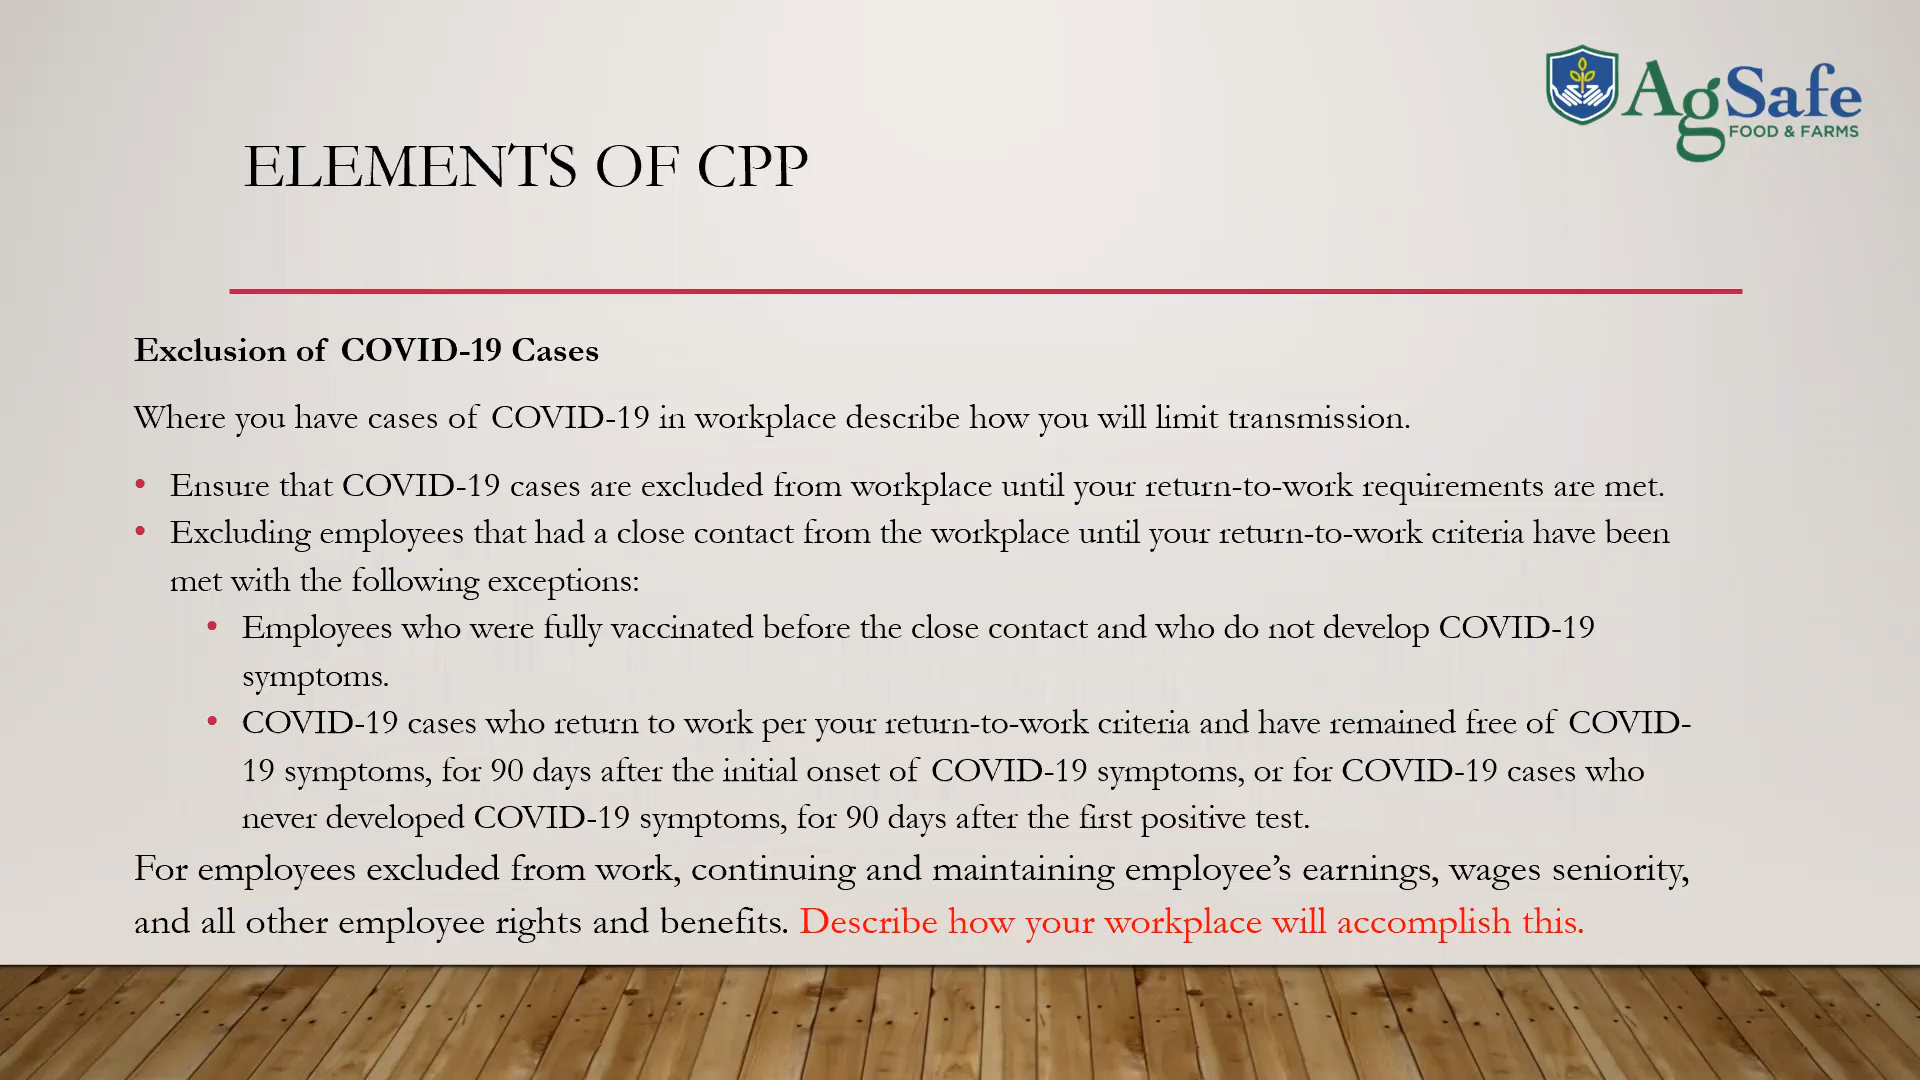 AgSafe
FOOD & FARMS
ELEMENTS OF CPP
Exclusion of COVID-19 Cases
Where you have cases of COVID-19 in workplace describe how you will limit transmission.
• Ensure that COVID-19 cases are excluded from workplace until your return-to-work requirements are met.
• Excluding employees that had a close contact from the workplace until your return-to-work criteria have been
met with the following exceptions:
• Employees who were fully vaccinated before the close contact and who do not develop COVID-19
symptoms.
• COVID-19 cases who return to work per your return-to-work criteria and have remained free of COVID-
19 symptoms, for 90 days after the initial onset of COVID-19 symptoms, or for COVID-19 cases who
never developed COVID-19 symptoms, for 90 days after the first positive test.
For employees excluded from work, continuing and maintaining employee’s earnings, wages seniority,
and all other employee rights and benefits. Describe how your workplace will accomplish this.